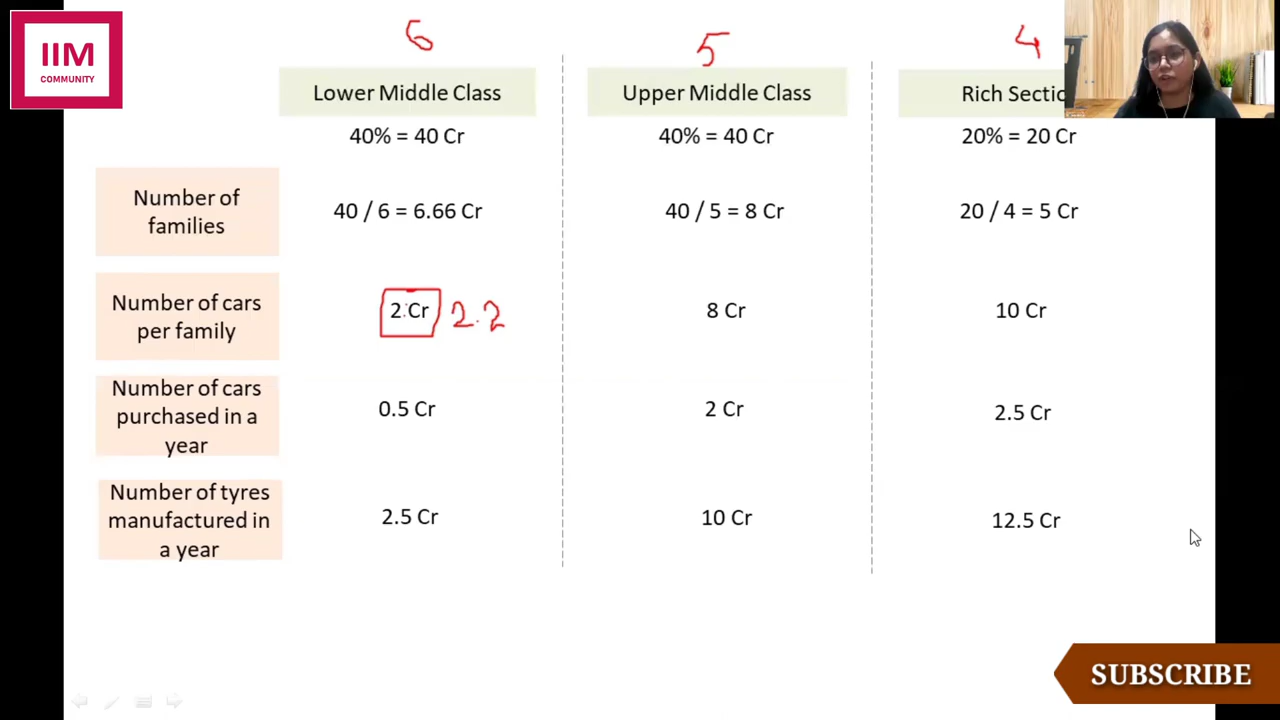 IIM
COMMUNITY
6
5
4
Lower Middle Class
Upper Middle Class
Rich Sectio
40% = 40 Cr
40% = 40 Cr
20% = 20 Cr
Number of
families
40 / 6 = 6.66 Cr
40 / 5 = 8 Cr
20 / 4 = 5 Cr
Number of cars
per family
2 Cr
2.2
8 Cr
10 Cr
Number of cars
purchased in a
year
0.5 Cr
2 Cr
2.5 Cr
Number of tyres
manufactured in
a year
2.5 Cr
10 Cr
12.5 Cr
SUBSCRIBE